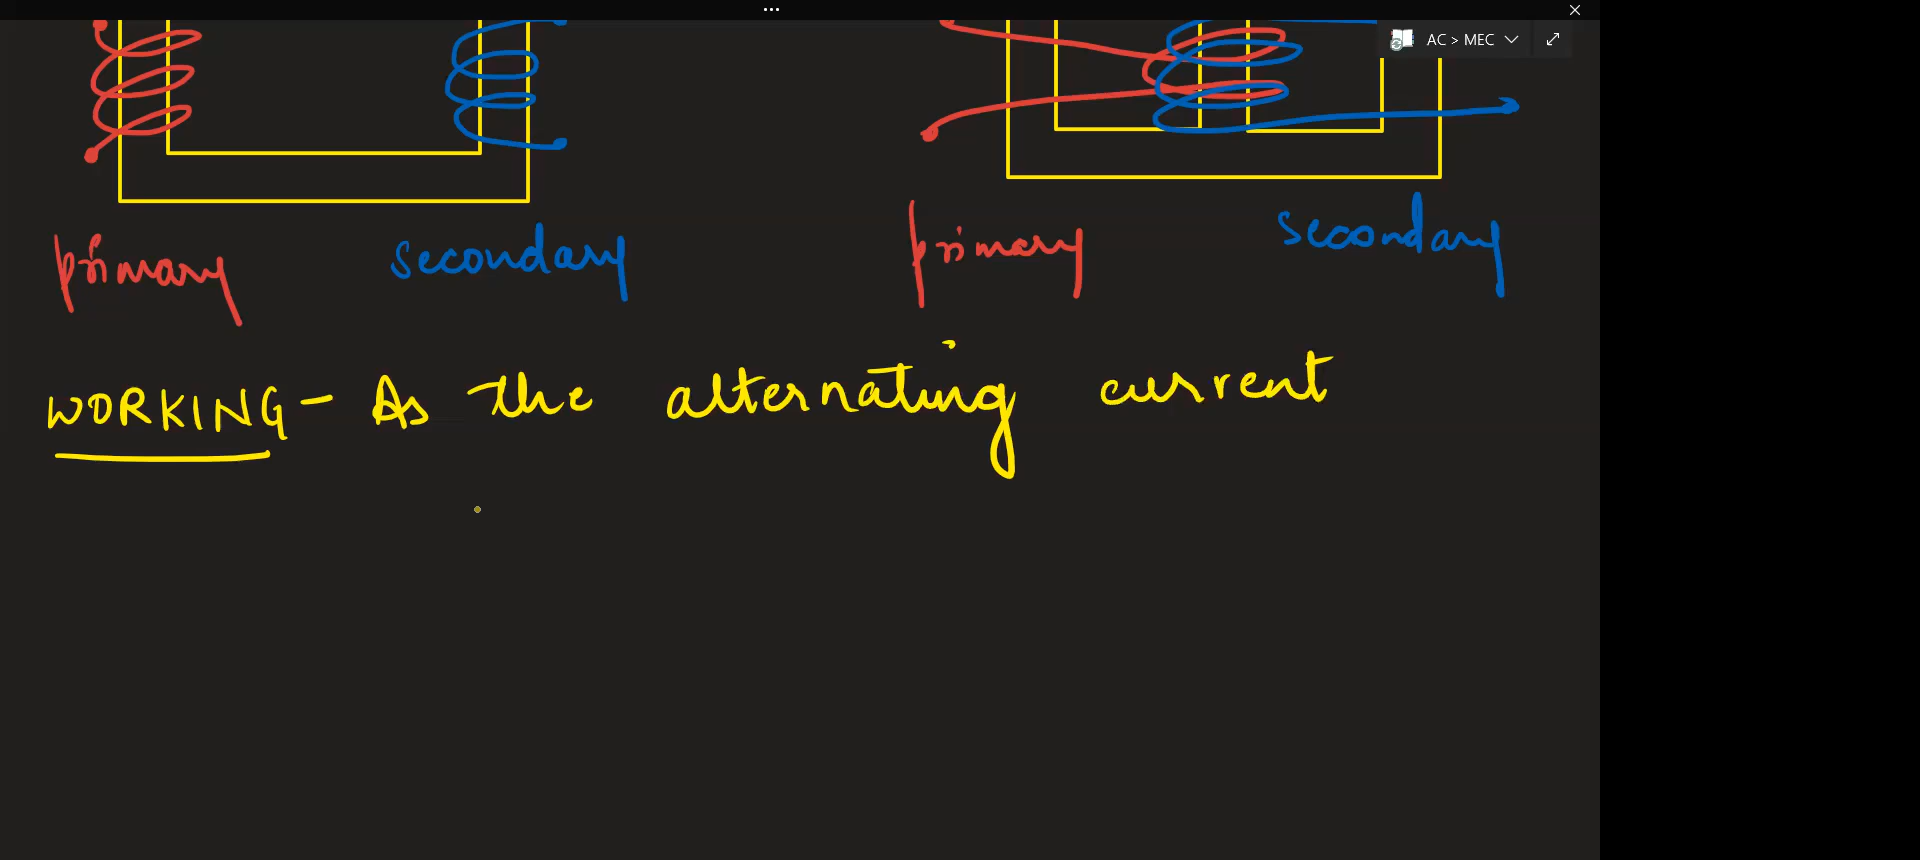 AC > MEC
primary secondary primary secondary
WORKING - As the alternating current